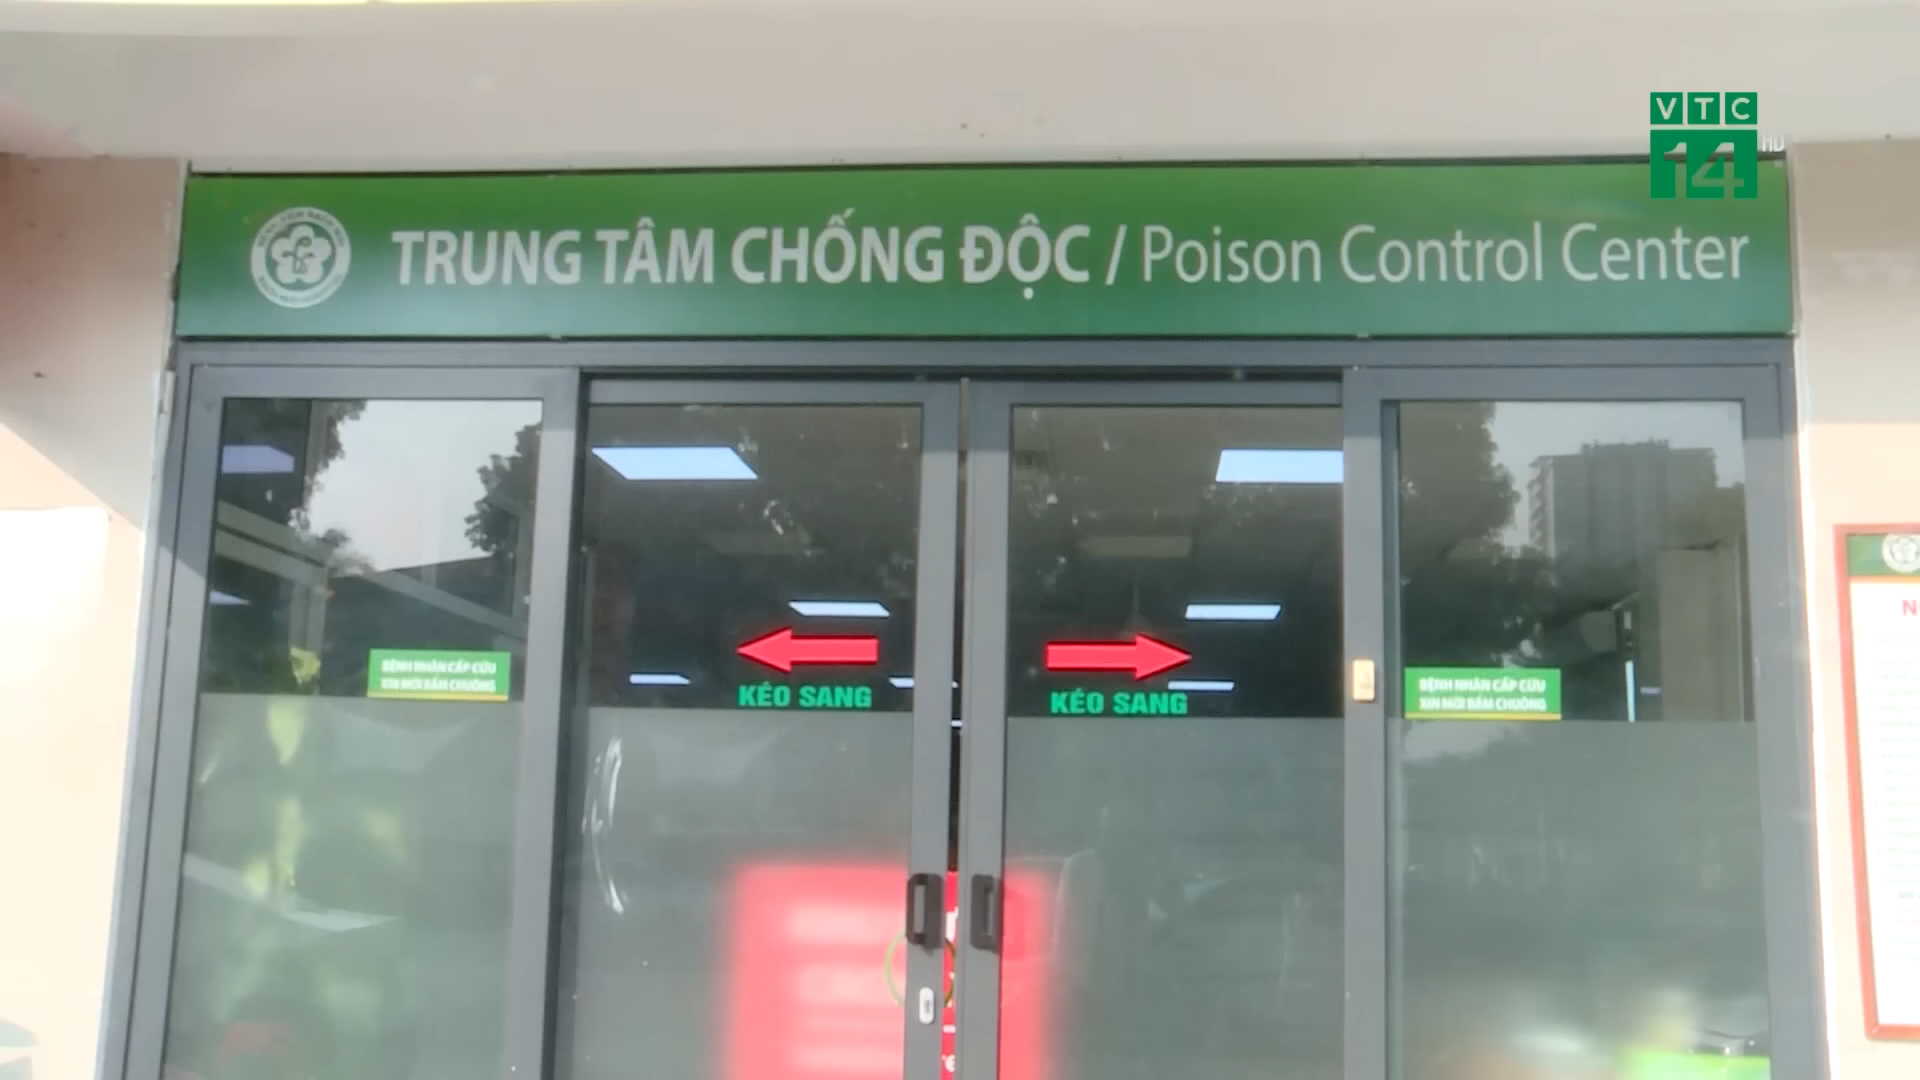 VTC
14
HD
TRUNG TÂM CHỐNG ĐỘC / Poison Control Center
KÉO SANG
KÉO SANG
BỆNH NHÂN CẤP CỨU
XIN MỜI BẤM CHUÔNG
BỆNH NHÂN CẤP CỨU
XIN MỜI BẤM CHUÔNG